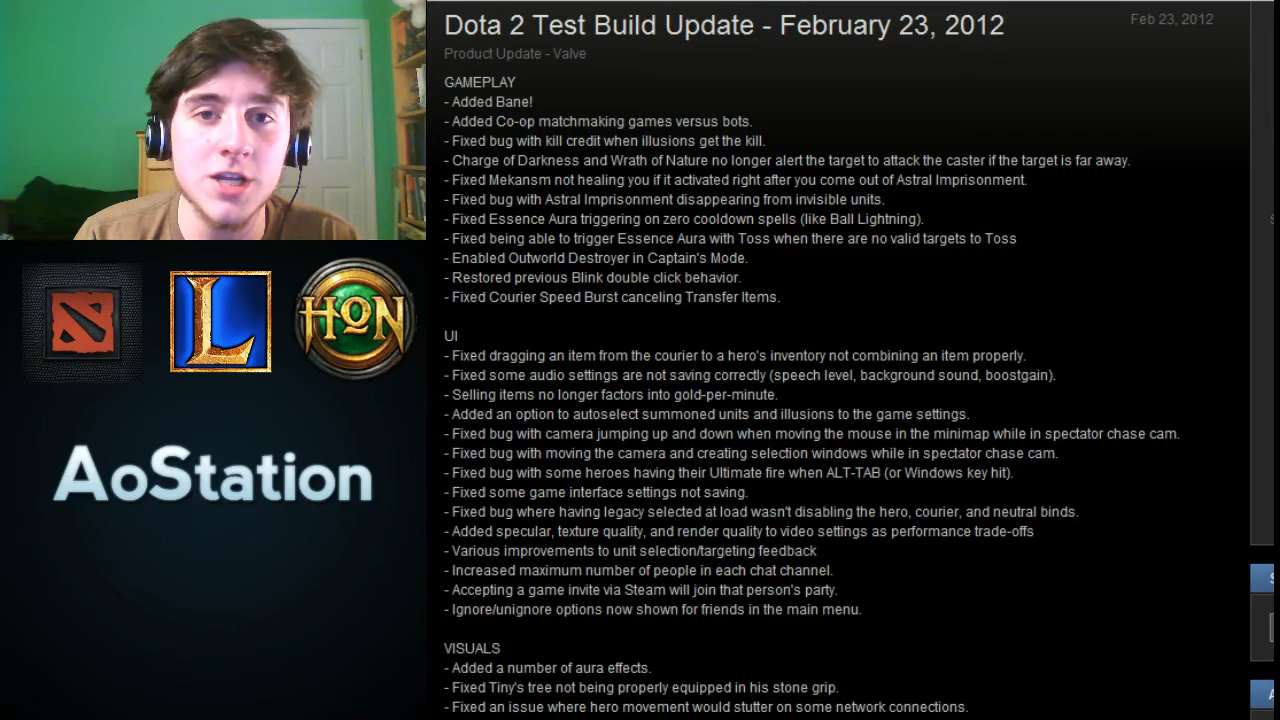 Dota 2 Test Build Update - February 23, 2012
Feb 23, 2012
Product Update - Valve
GAMEPLAY
- Added Bane!
- Added Co-op matchmaking games versus bots.
- Fixed bug with kill credit when illusions get the kill.
- Charge of Darkness and Wrath of Nature no longer alert the target to attack the caster if the target is far away.
- Fixed Mekansm not healing you if it activated right after you come out of Astral Imprisonment.
- Fixed bug with Astral Imprisonment disappearing from invisible units.
- Fixed Essence Aura triggering on zero cooldown spells (like Ball Lightning).
- Fixed being able to trigger Essence Aura with Toss when there are no valid targets to Toss
- Enabled Outworld Destroyer in Captain's Mode.
- Restored previous Blink double click behavior.
- Fixed Courier Speed Burst canceling Transfer Items.
UI
- Fixed dragging an item from the courier to a hero's inventory not combining an item properly.
- Fixed some audio settings are not saving correctly (speech level, background sound, boostgain).
- Selling items no longer factors into gold-per-minute.
- Added an option to autoselect summoned units and illusions to the game settings.
- Fixed bug with camera jumping up and down when moving the mouse in the minimap while in spectator chase cam.
- Fixed bug with moving the camera and creating selection windows while in spectator chase cam.
- Fixed bug with some heroes having their Ultimate fire when ALT-TAB (or Windows key hit).
- Fixed some game interface settings not saving.
- Fixed bug where having legacy selected at load wasn't disabling the hero, courier, and neutral binds.
- Added specular, texture quality, and render quality to video settings as performance trade-offs
- Various improvements to unit selection/targeting feedback
- Increased maximum number of people in each chat channel.
- Accepting a game invite via Steam will join that person's party.
- Ignore/unignore options now shown for friends in the main menu.
VISUALS
- Added a number of aura effects.
- Fixed Tiny's tree not being properly equipped in his stone grip.
- Fixed an issue where hero movement would stutter on some network connections.
L
HON
AoStation